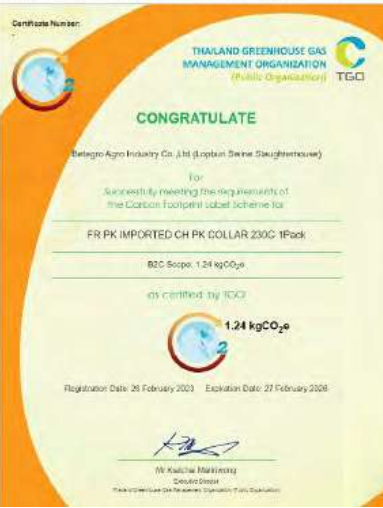 Certificate Number:
THAILAND GREENHOUSE GAS
MANAGEMENT ORGANIZATION
(Public Organization)
TGO
2
CONGRATULATE
Betagro Agro Industry Co.,Ltd (Lopburi Swine Slaughterhouse)
For
Successfully meeting the requirements of
the Carbon Footprint Label Scheme for
FR PK IMPORTED CH PK COLLAR 230G 1Pack
B2C Scope: 1.24 kgCO₂e
as certified by TGO
1.24 kgCO₂e
2
Registration Date: 26 February 2023 Expiration Date: 27 February 2026
Mr. 
Executive Director
Thailand Greenhouse Gas Management Organization (Public Organization)